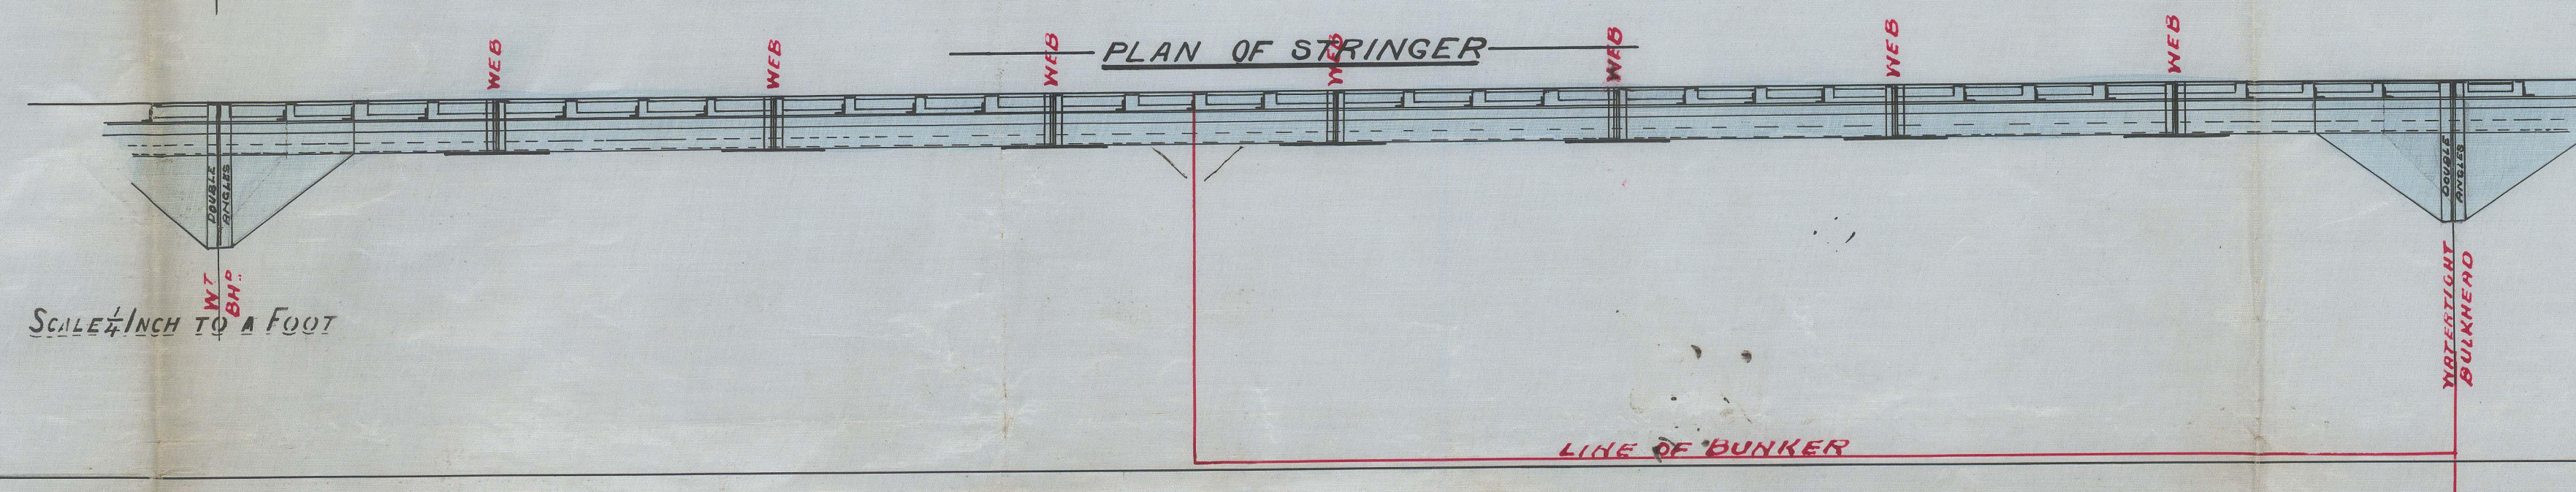 PLAN OF STRINGER
WEB
WEB
WEB
WEB
WEB
WEB
WEB
DOUBLE
ANGLES
DOUBLE
ANGLES
WT
BHD
WATERTIGHT
BULKHEAD
SCALE 1/4 INCH TO A FOOT
LINE OF BUNKER